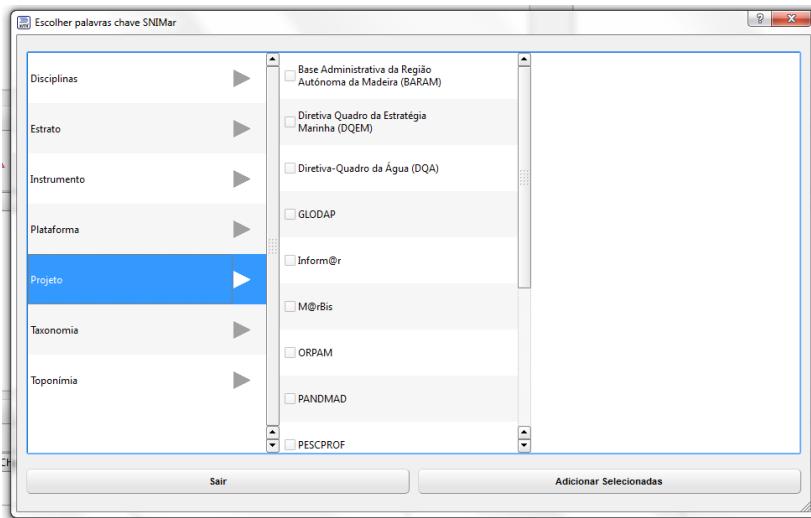 Escolher palavras chave SNIMar
Disciplinas
Estrato
Instrumento
Plataforma
Projeto
Taxonomia
Toponímia
Base Administrativa da Região
Autónoma da Madeira (BARAM)
Diretiva Quadro da Estratégia
Marinha (DQEM)
Diretiva-Quadro da Água (DQA)
GLODAP
Inform@r
M@rBis
ORPAM
PANDMAD
PESCPROF
Sair
Adicionar Selecionadas